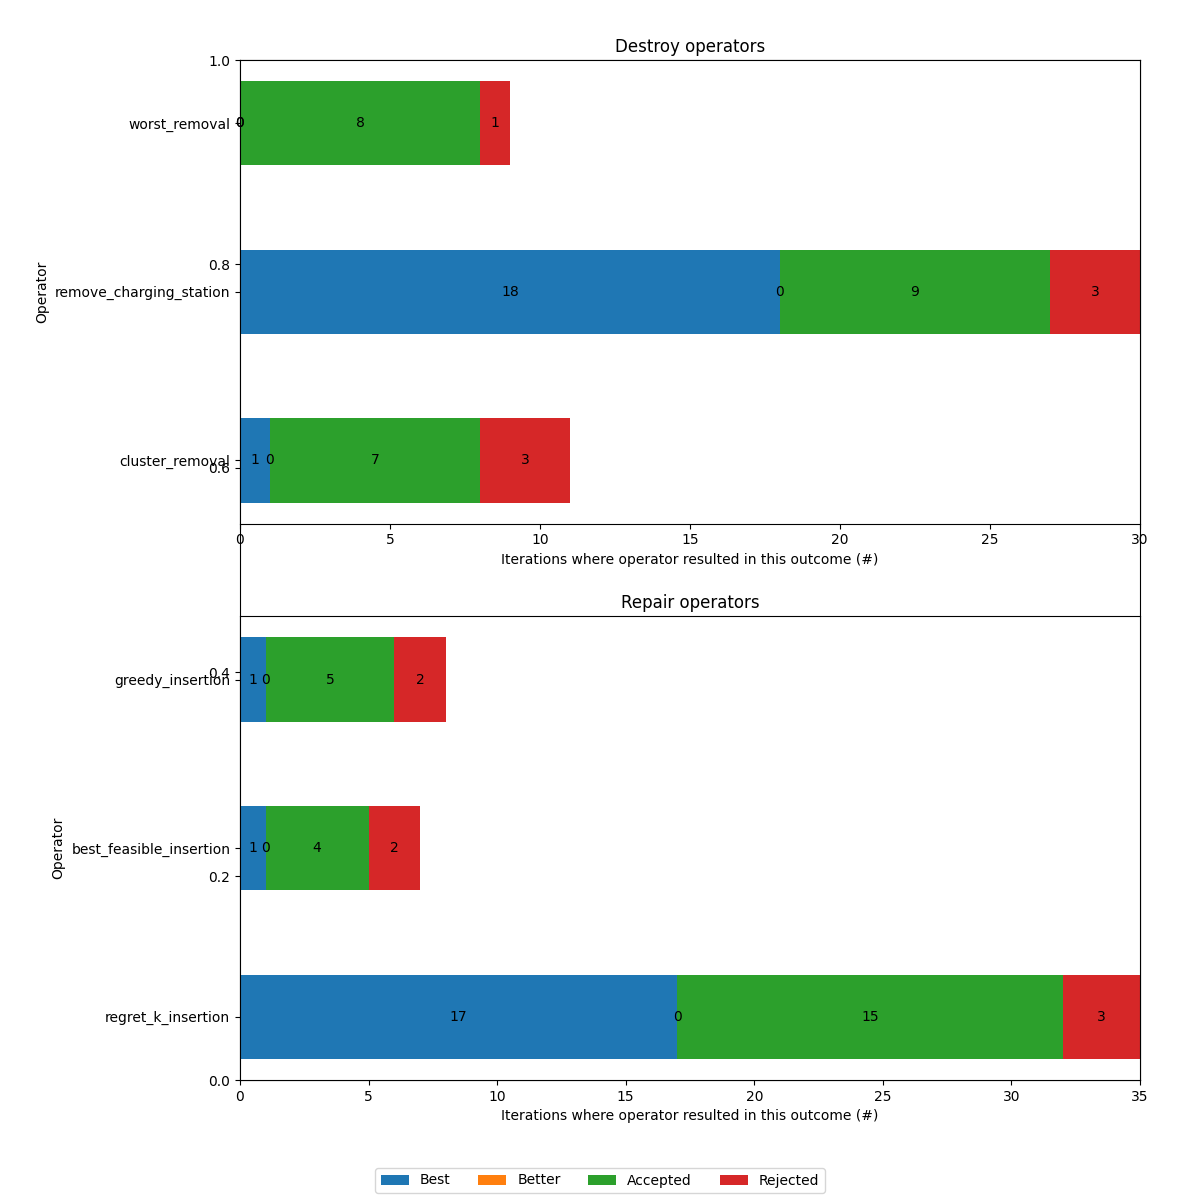 Destroy operators
1.0
worst_removal 0 0 8 1
0.8
Operator
remove_charging_station 18 0 9 3
cluster_removal 1 0 7 3
0.6
0 5 10 15 20 25 30
Iterations where operator resulted in this outcome (#)
Repair operators
0.4
greedy_insertion 1 0 5 2
Operator
best_feasible_insertion 1 0 4 2
0.2
regret_k_insertion 17 0 15 3
0.0
0 5 10 15 20 25 30 35
Iterations where operator resulted in this outcome (#)
Best Better Accepted Rejected